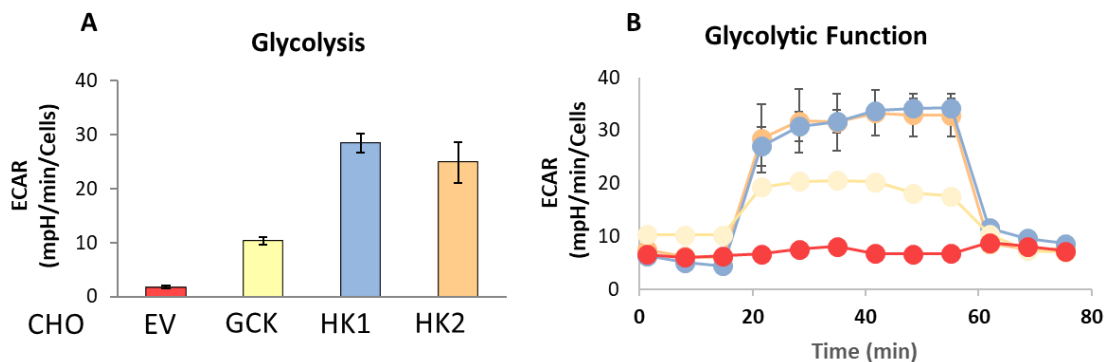 A
Glycolysis
ECAR
(mpH/min/Cells)
40
30
20
10
0
CHO EV GCK HK1 HK2
B
Glycolytic Function
ECAR
(mpH/min/Cells
40
30
20
10
0
0 20 40 60 80
Time (min)